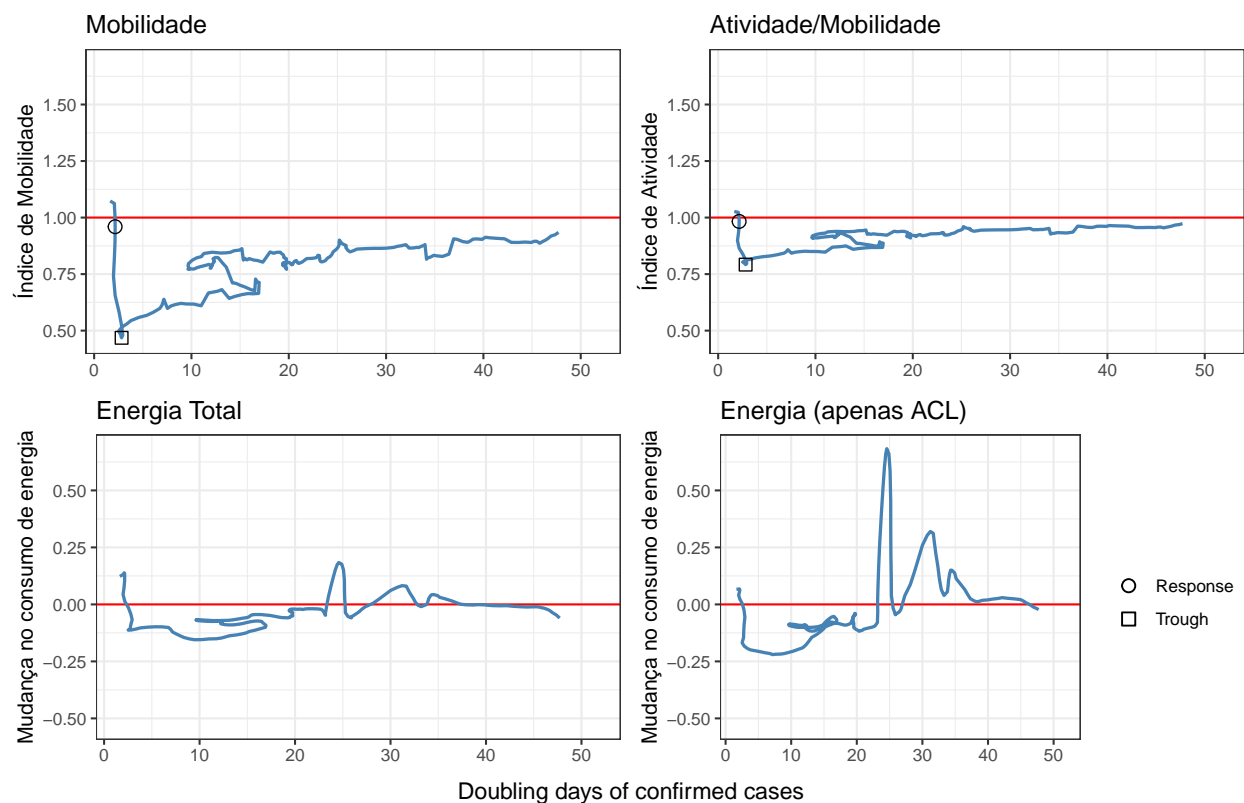 Mobilidade
Atividade/Mobilidade
Índice de Mobilidade
1.50
1.25
1.00
0.75
0.50
0 10 20 30 40 50
Índice de Atividade
1.50
1.25
1.00
0.75
0.50
0 10 20 30 40 50
Energia Total
Energia (apenas ACL)
Mudança no consumo de energia
0.50
0.25
0.00
−0.25
−0.50
0 10 20 30 40 50
Mudança no consumo de energia
0.50
0.25
0.00
−0.25
−0.50
0 10 20 30 40 50
Response
Trough
Doubling days of confirmed cases